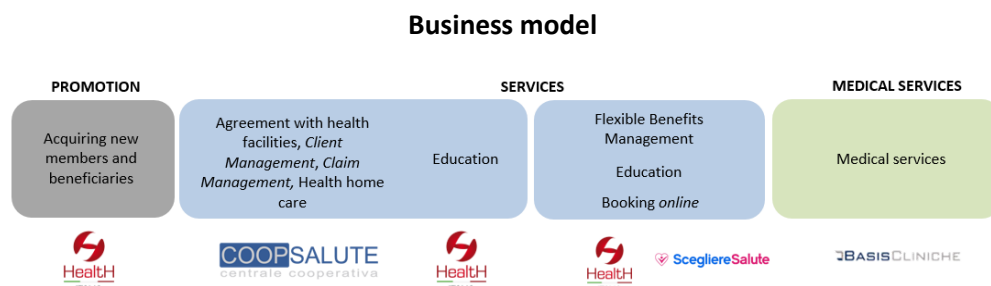 Business model
PROMOTION
SERVICES
MEDICAL SERVICES
Acquiring new
members and
beneficiaries
Agreement with health
facilities, Client
Management, Claim
Management, Health home
care
Education
Flexible Benefits
Management
Education
Booking online
Medical services
HealtH
COOPSALUTE
centrale cooperativa
HealtH
HealtH
ScegliereSalute
BASISCLINICHE